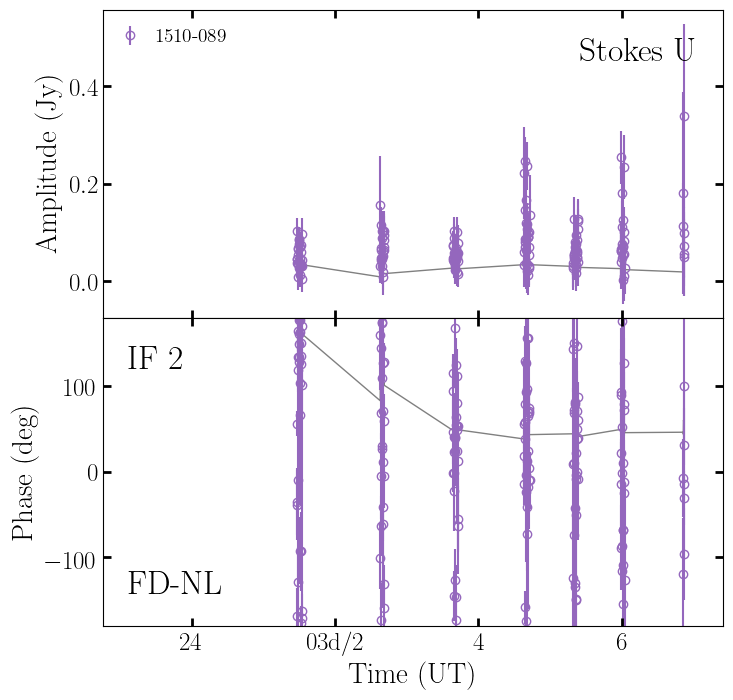 1510-089
Stokes U
Amplitude (Jy)
0.4
0.2
0.0
IF 2
Phase (deg)
100
0
−100
FD-NL
24
03d/2
4
6
Time (UT)